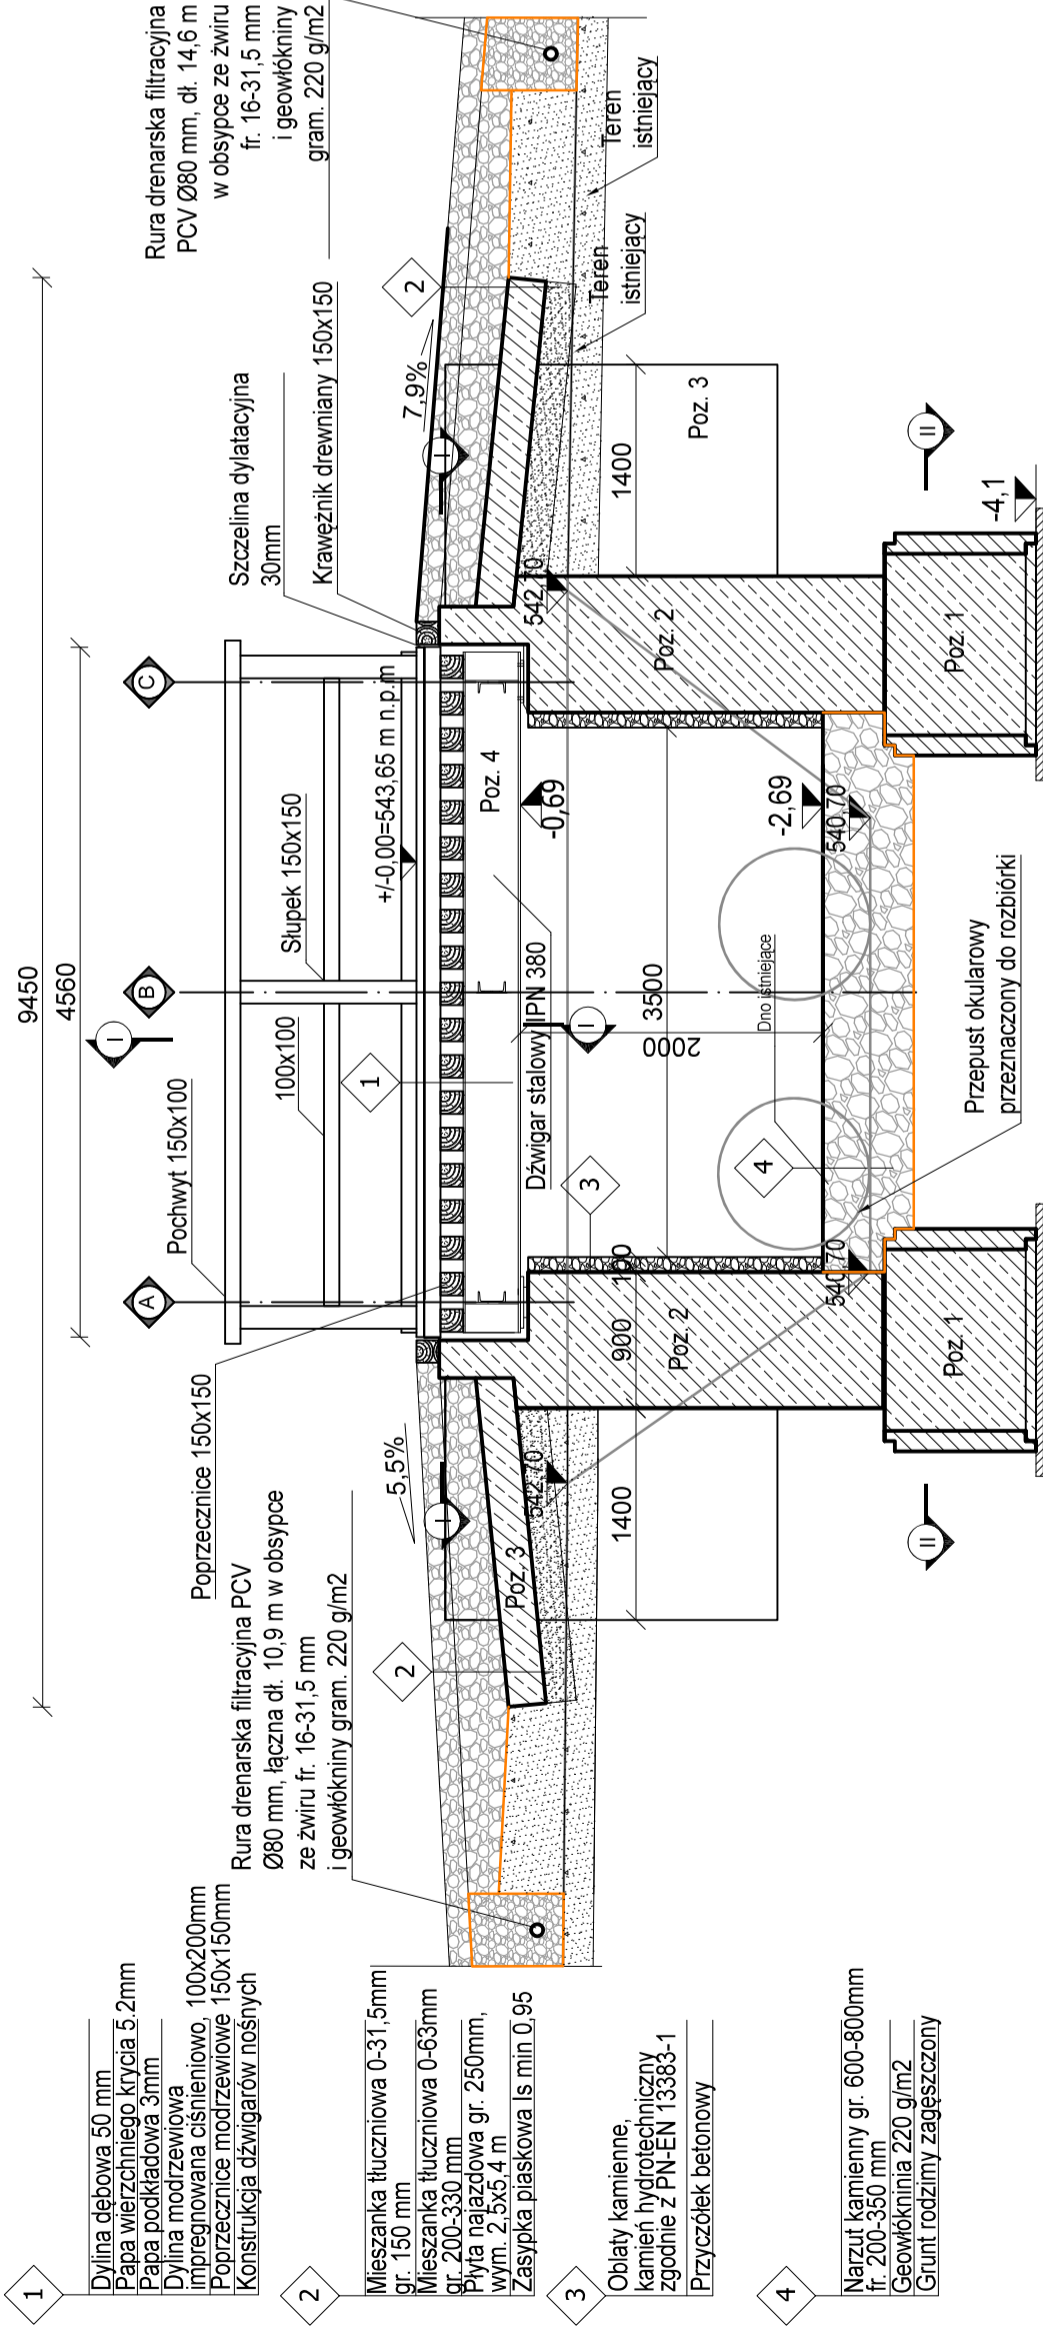 9450
4560
I
A
B
C
Pochwyt 150x100
100x100
Słupek 150x150
Poprzecznice 150x150
Szczelina dylatacyjna
30mm
Krawężnik drewniany 150x150
Rura drenarska filtracyjna
PCV Ø80 mm, dł. 14,6 m
w obsypce ze żwiru
fr. 16-31,5 mm
i geowłókniny
gram. 220 g/m2
Rura drenarska filtracyjna PCV
Ø80 mm, łączna dł. 10,9 m w obsypce
ze żwiru fr. 16-31,5 mm
i geowłókniny gram. 220 g/m2
1
+/-0,00=543,65 m n.p.m
5,5%
7,9%
2
2
I
I
Poz. 3
Poz. 4
Dźwigar stalowy IPN 380
-0,69
I
542,70
542,70
Teren
istniejący
Teren
istniejący
3
1400
900
100
3500
2000
1400
Poz. 2
Poz. 2
Poz. 3
Dno istniejące
4
-2,69
540,70
540,70
II
II
Poz. 1
Poz. 1
-4,1
Przepust okularowy
przeznaczony do rozbiórki
1
Dylina dębowa 50 mm
Papa wierzchniego krycia 5.2mm
Papa podkładowa 3mm
Dylina modrzewiowa
impregnowana ciśnieniowo, 100x200mm
Poprzecznice modrzewiowe 150x150mm
Konstrukcja dźwigarów nośnych
2
Mieszanka tłuczniowa 0-31,5mm
gr. 150 mm
Mieszanka tłuczniowa 0-63mm
gr. 200-330 mm
Płyta najazdowa gr. 250mm,
wym. 2,5x5,4 m
Zasypka piaskowa Is min 0,95
3
Oblaty kamienne,
kamień hydrotechniczny
zgodnie z PN-EN 13383-1
Przyczółek betonowy
4
Narzut kamienny gr. 600-800mm
fr. 200-350 mm
Geowłókninia 220 g/m2
Grunt rodzimy zagęszczony